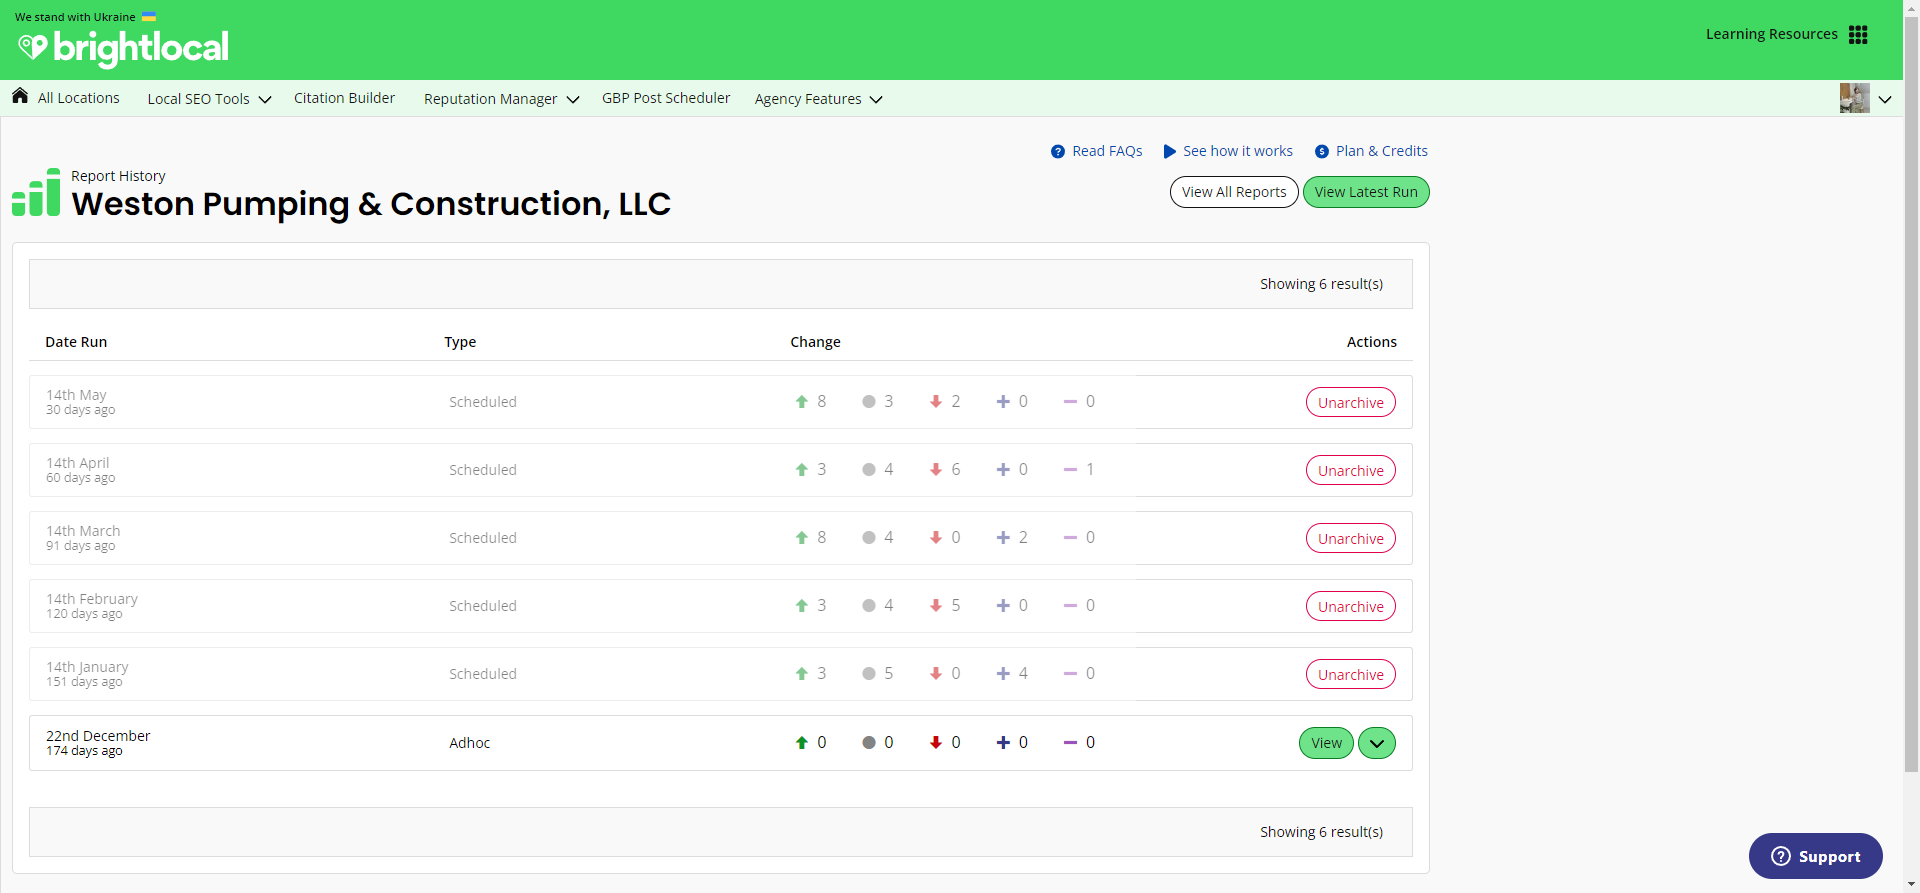 We stand with Ukraine
brightlocal
Learning Resources
All Locations Local SEO Tools Citation Builder Reputation Manager GBP Post Scheduler Agency Features
Read FAQs See how it works Plan & Credits
Report History
Weston Pumping & Construction, LLC
View All Reports View Latest Run
Showing 6 result(s)
Date Run Type Change Actions
14th May
30 days ago
Scheduled 8 3 2 0 0 Unarchive
14th April
60 days ago
Scheduled 3 4 6 0 1 Unarchive
14th March
91 days ago
Scheduled 8 4 0 2 0 Unarchive
14th February
120 days ago
Scheduled 3 4 5 0 0 Unarchive
14th January
151 days ago
Scheduled 3 5 0 4 0 Unarchive
22nd December
174 days ago
Adhoc 0 0 0 0 0 View
Showing 6 result(s)
Support